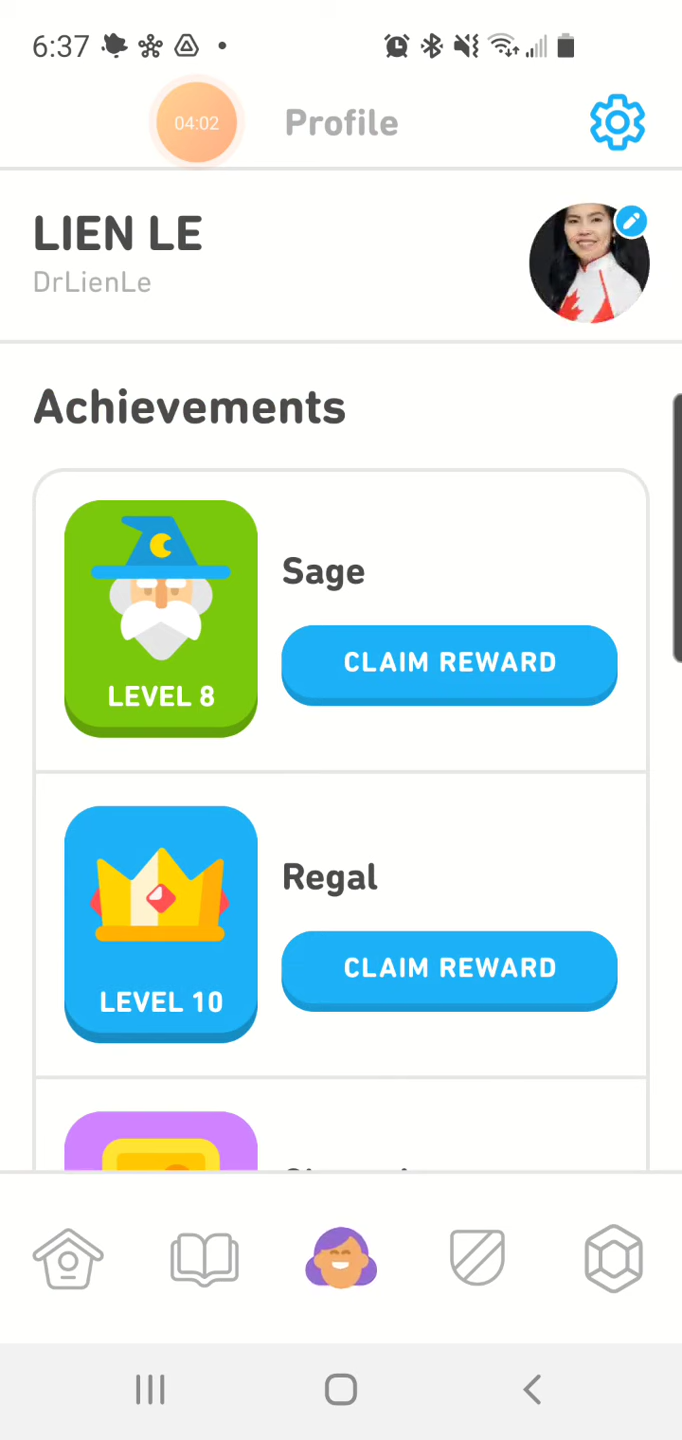 6:37
04:02
Profile
LIEN LE
DrLienLe
Achievements
Sage
CLAIM REWARD
LEVEL 8
Regal
CLAIM REWARD
LEVEL 10